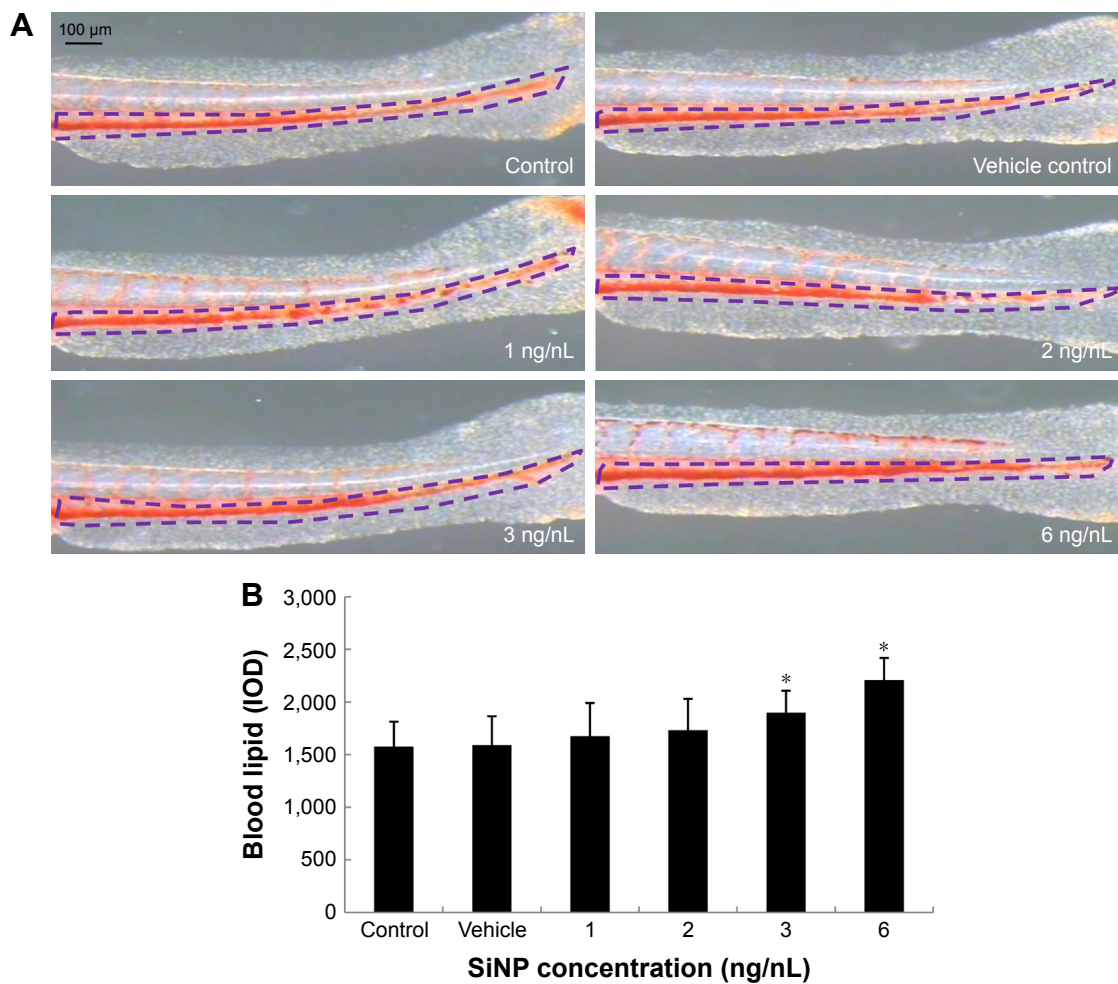 A
100 µm
Control
Vehicle control
1 ng/nL
2 ng/nL
3 ng/nL
6 ng/nL
B
3,000
2,500
2,000
1,500
1,000
500
0
Blood lipid (IOD)
*
*
Control Vehicle 1 2 3 6
SiNP concentration (ng/nL)